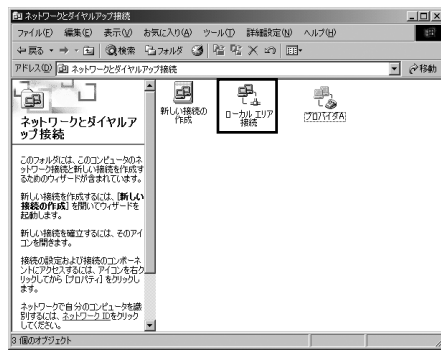 ネットワークとダイヤルアップ接続
ファイル(F) 編集(E) 表示(V) お気に入り(A) ツール(T) 詳細設定(N) ヘルプ(H)
戻る 検索 フォルダ
アドレス(D) ネットワークとダイヤルアップ接続 移動
ネットワークとダイヤルア
ップ接続
このフォルダには、このコンピュータのネ
ットワーク接続と新しい接続を作成す
るためのウィザードが含まれています。
新しい接続を作成するには、[新しい
接続の作成] を開いてウィザードを
起動します。
新しい接続を確立するには、そのアイ
コンを開きます。
接続の設定および接続のコンポーネ
ントにアクセスするには、アイコンを右ク
リックしてから [プロパティ] をクリックし
ます。
ネットワークで自分のコンピュータを識
別するには、ネットワーク IDをクリック
してください。
新しい接続の
作成
ローカル エリア
接続
プロバイダA
3 個のオブジェクト